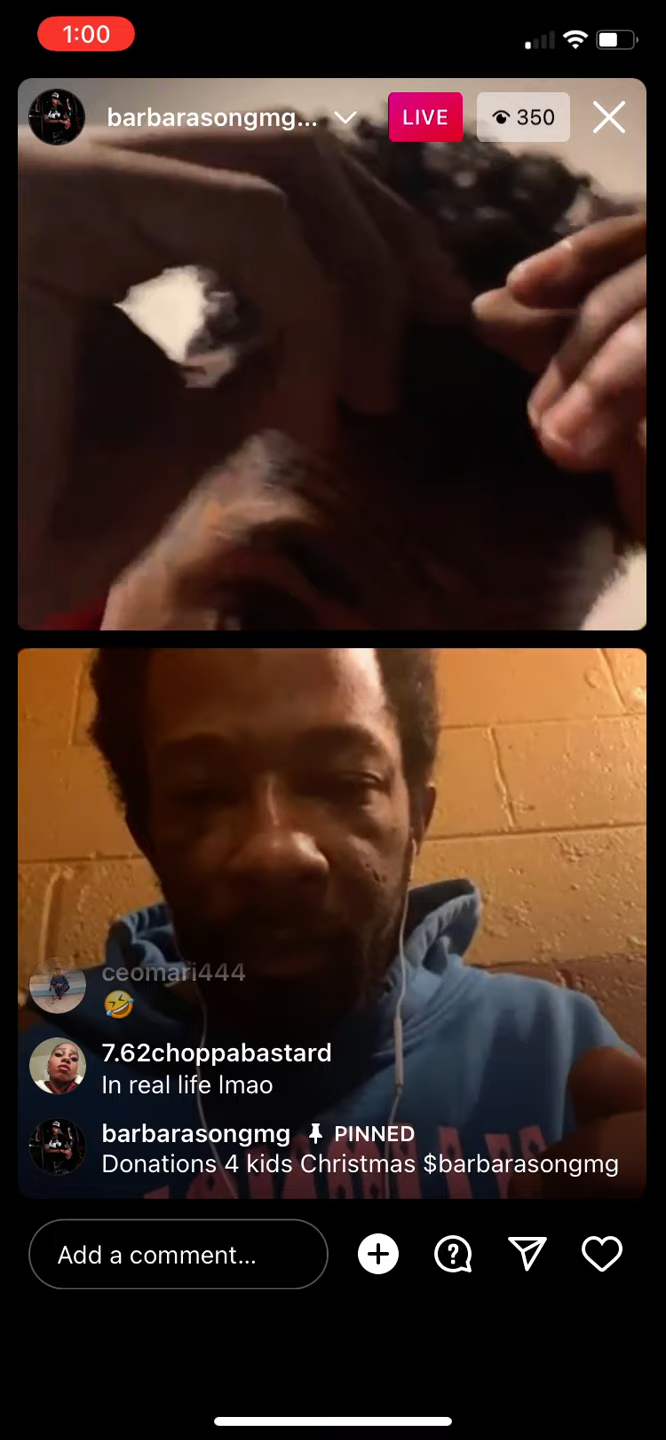 1:00
barbarasongmg...
LIVE
350
ceomari444
🤣
7.62choppabastard
In real life lmao
barbarasongmg PINNED
Donations 4 kids Christmas $barbarasongmg
Add a comment...